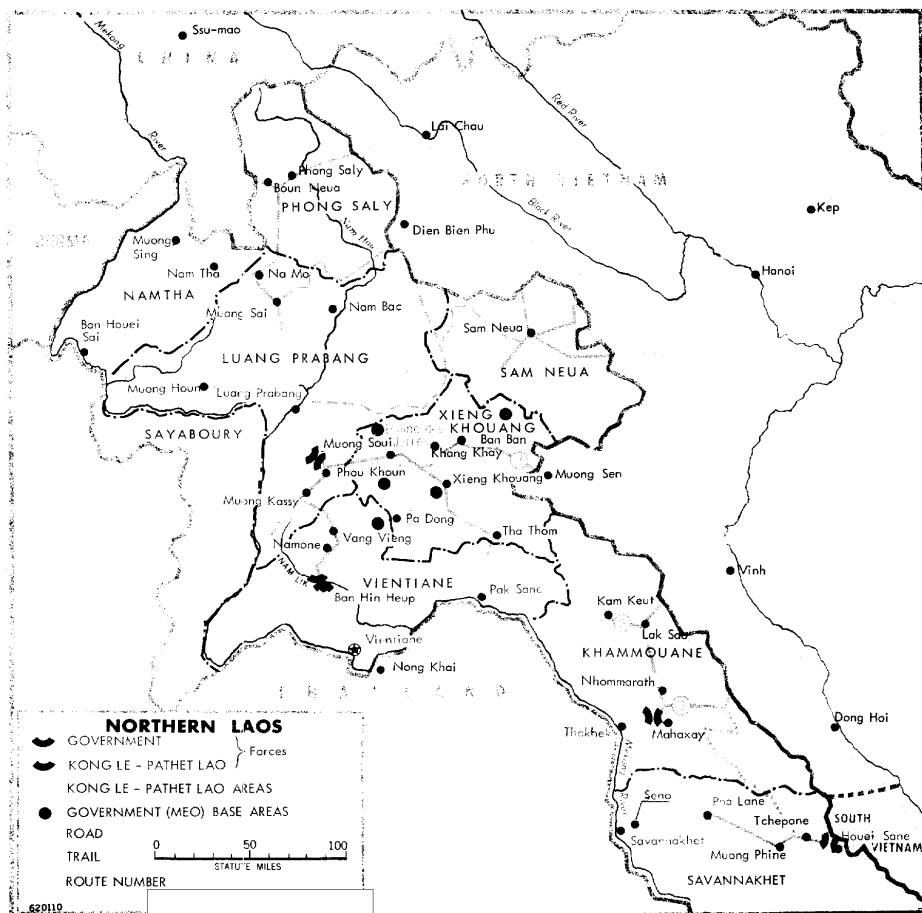 Ssu-mao
Mekong
CHINA
River
Red River
Lai Chau
Phong Saly
Boun Neua
NORTH VIETNAM
PHONG SALY
Black River
Kep
Nam Hou
Dien Bien Phu
BURMA
Muong
Sing
Hanoi
Nam Tha
Na Mo
NAMTHA
Muong Sai
Nam Bac
Ban Houei
Sai
Sam Neua
LUANG PRABANG
SAM NEUA
Muong Houn
Luang Prabang
XIENG
KHOUANG
SAYABOURY
Ban Ban
Muong Soui
Khang Khay
Phou Khoun
Xieng Khouang
Muong Sen
Muong Kassy
Pa Dong
Vang Vieng
Tha Thom
Namone
NAM LIK
VIENTIANE
Vinh
Ban Hin Heup
Pak Sane
Kam Keut
Lak Sao
Vientiane
KHAMMOUANE
Nong Khai
Nhommarath
THAILAND
Thakhek
Mahaxay
Dong Hoi
Mekong
Seno
Pha Lane
Tchepone
SOUTH
Houei Sane
VIETNAM
Savannakhet
Muong Phine
SAVANNAKHET
NORTHERN LAOS
GOVERNMENT
Forces
KONG LE - PATHET LAO
KONG LE - PATHET LAO AREAS
GOVERNMENT (MEO) BASE AREAS
ROAD
TRAIL
0 50 100
STATUTE MILES
ROUTE NUMBER
620110